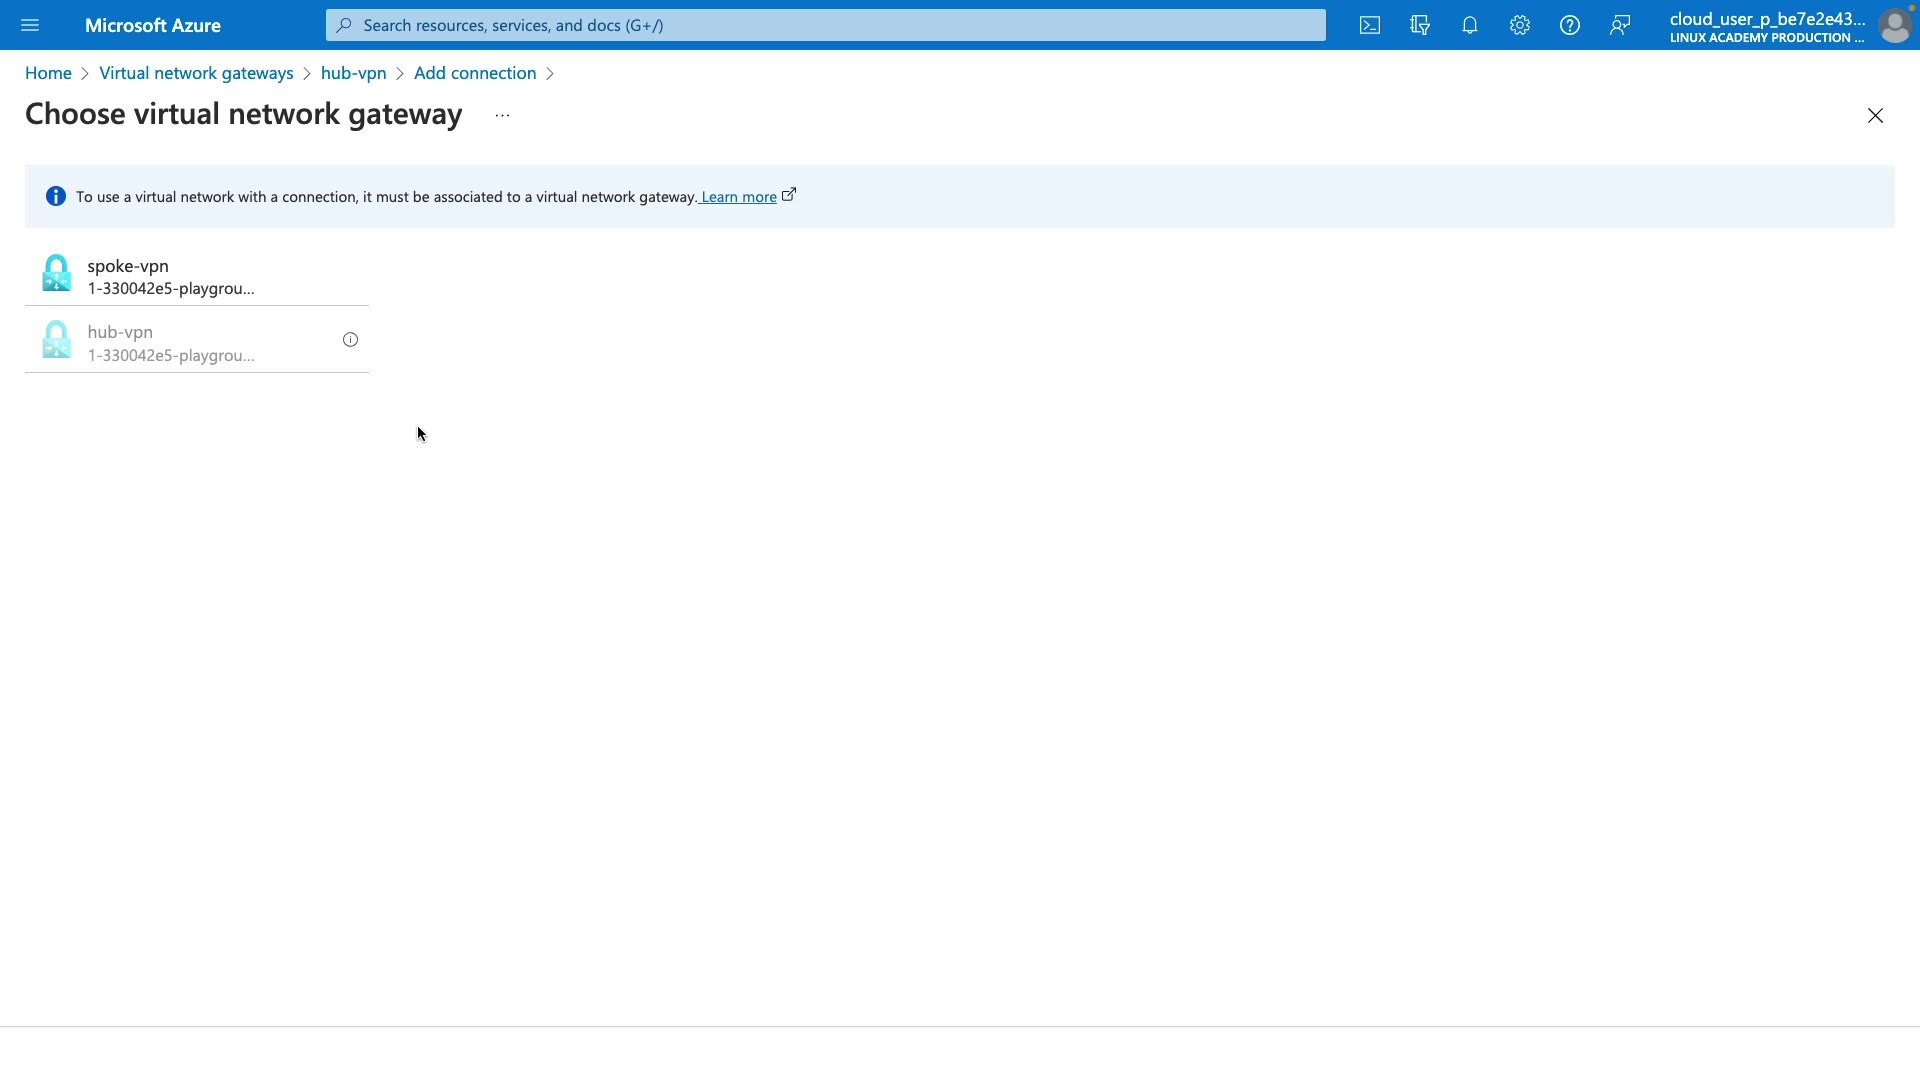 Microsoft Azure
Search resources, services, and docs (G+/)
cloud_user_p_be7e2e43...
LINUX ACADEMY PRODUCTION ...
Home > Virtual network gateways > hub-vpn > Add connection >
Choose virtual network gateway ...
To use a virtual network with a connection, it must be associated to a virtual network gateway. Learn more
spoke-vpn
1-330042e5-playgrou...
hub-vpn
1-330042e5-playgrou...